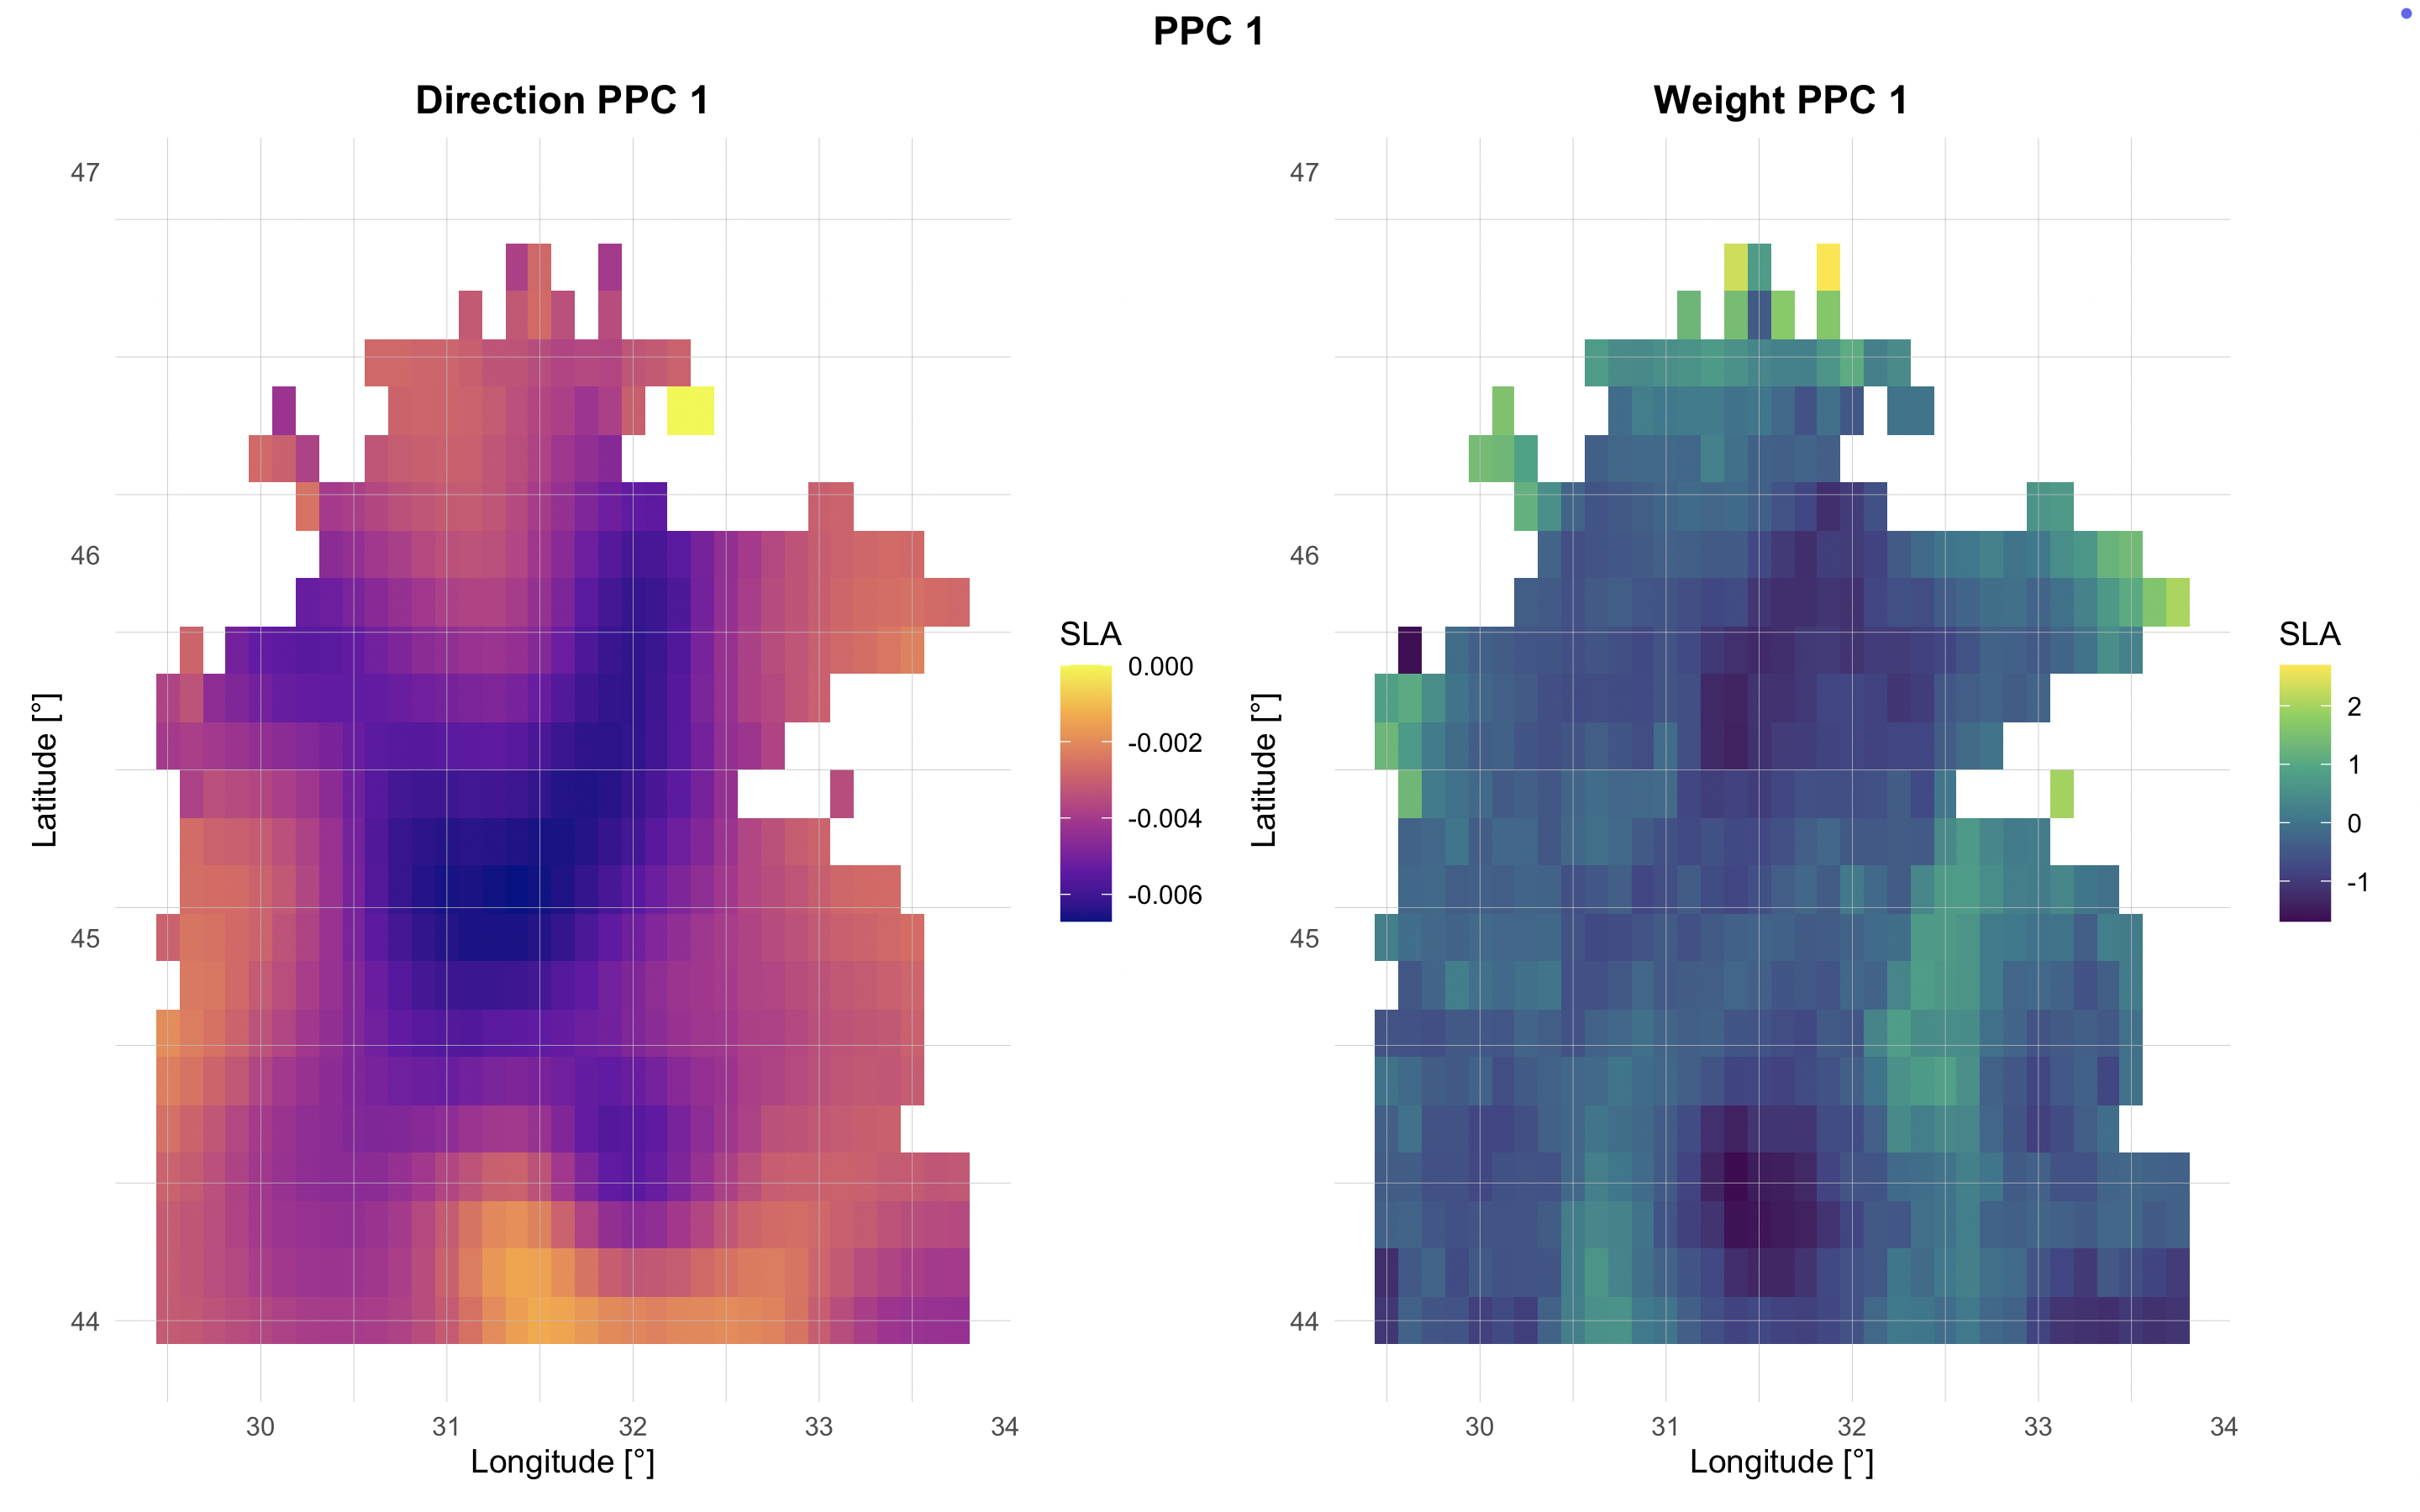 PPC 1
Direction PPC 1
47
46
45
44
Latitude [°]
30 31 32 33 34
Longitude [°]
SLA
0.000
-0.002
-0.004
-0.006
Weight PPC 1
47
46
45
44
Latitude [°]
30 31 32 33 34
Longitude [°]
SLA
2
1
0
-1